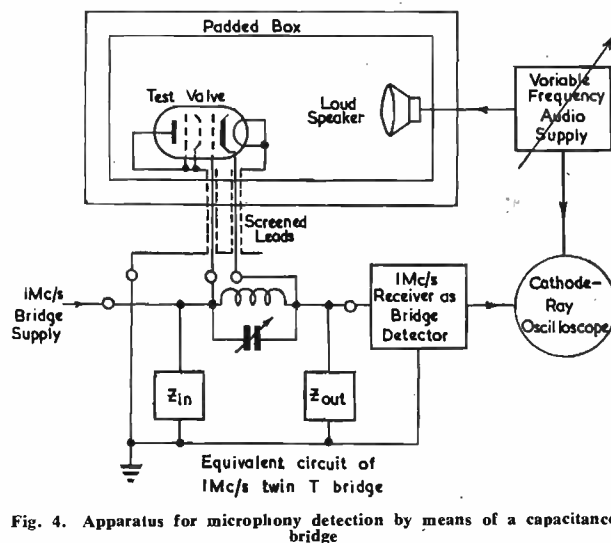 Padded Box
Test Valve
Loud
Speaker
Variable
Frequency
Audio
Supply
Screened
Leads
1Mc/s
Bridge
Supply
1Mc/s
Receiver as
Bridge
Detector
Cathode-
Ray
Oscilloscope
Zin
Zout
Equivalent circuit of
1Mc/s twin T bridge
Fig. 4. Apparatus for microphony detection by means of a capacitance
bridge